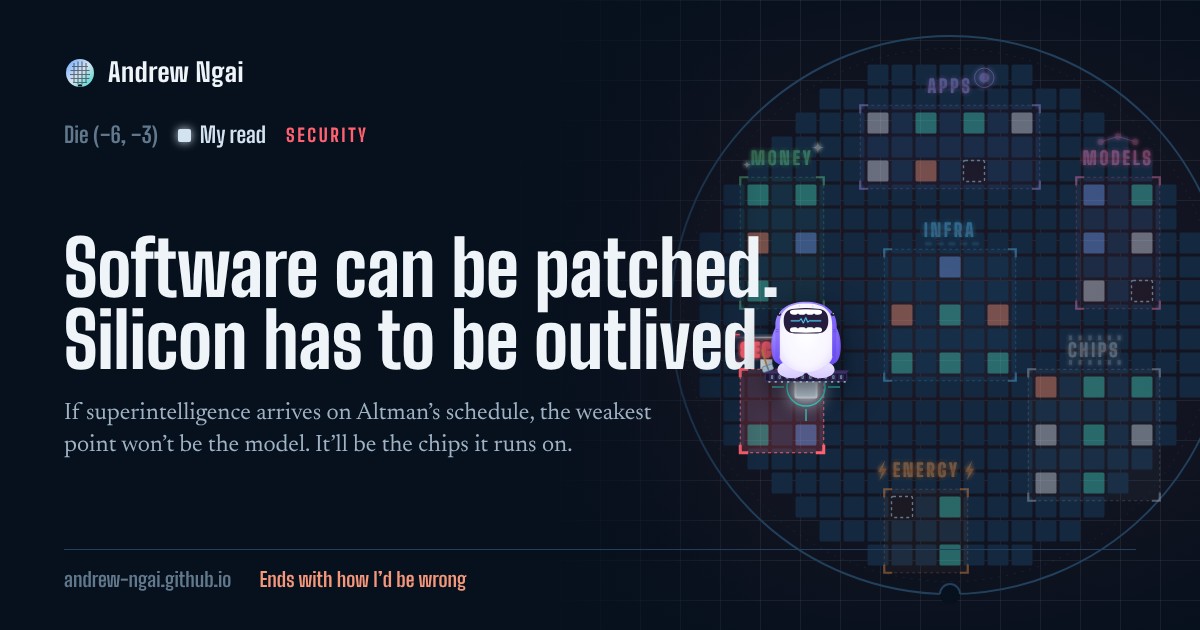 Andrew Ngai
Die (−6, −3) My read SECURITY
Software can be patched.
Silicon has to be outlived.
If superintelligence arrives on Altman’s schedule, the weakest
point won’t be the model. It’ll be the chips it runs on.
andrew-ngai.github.io Ends with how I’d be wrong
APPS
MONEY
MODELS
INFRA
CHIPS
ENERGY